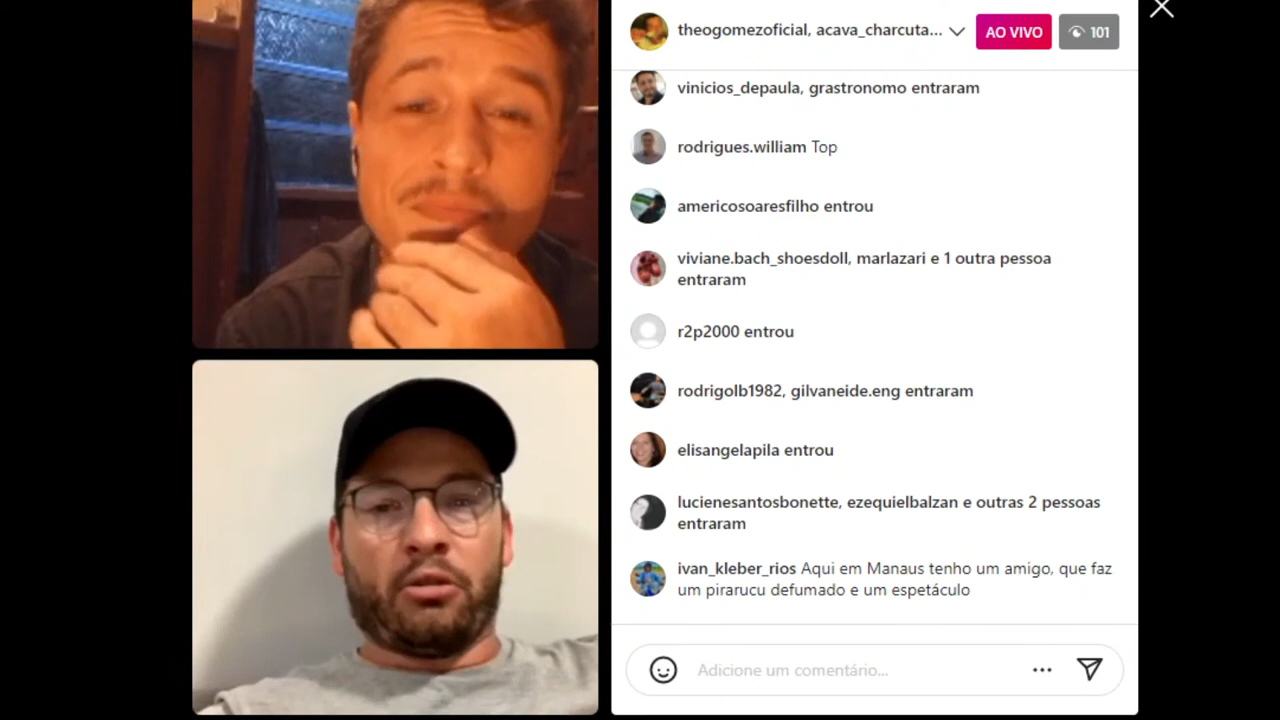 theogomezoficial, acava_charcuta...
AO VIVO
101
vinicios_depaula, grastronomo entraram
rodrigues.william Top
americosoaresfilho entrou
viviane.bach_shoesdoll, marlazari e 1 outra pessoa
entraram
r2p2000 entrou
rodrigolb1982, gilvaneide.eng entraram
elisangelapila entrou
lucienesantosbonette, ezequielbalzan e outras 2 pessoas
entraram
ivan_kleber_rios Aqui em Manaus tenho um amigo, que faz
um pirarucu defumado e um espetáculo
Adicione um comentário...